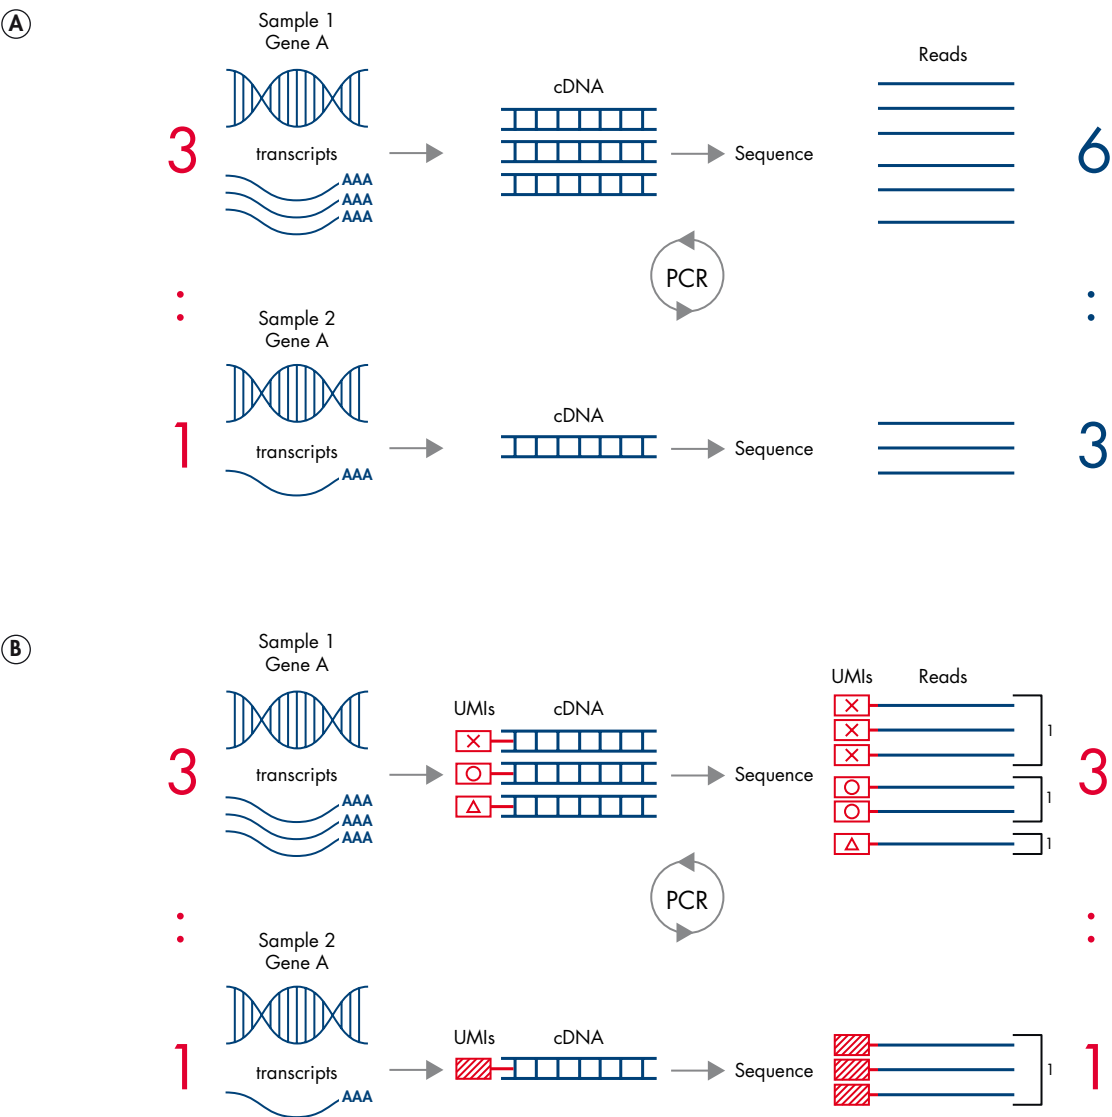 A
Sample 1
Gene A
transcripts
AAA
AAA
AAA
3
cDNA
Sequence
Reads
6
:
PCR
:
Sample 2
Gene A
transcripts
AAA
1
cDNA
Sequence
3
B
Sample 1
Gene A
transcripts
AAA
AAA
AAA
3
UMIs cDNA
Sequence
UMIs Reads
1
1
1
3
:
PCR
:
Sample 2
Gene A
transcripts
AAA
1
UMIs cDNA
Sequence
1
1